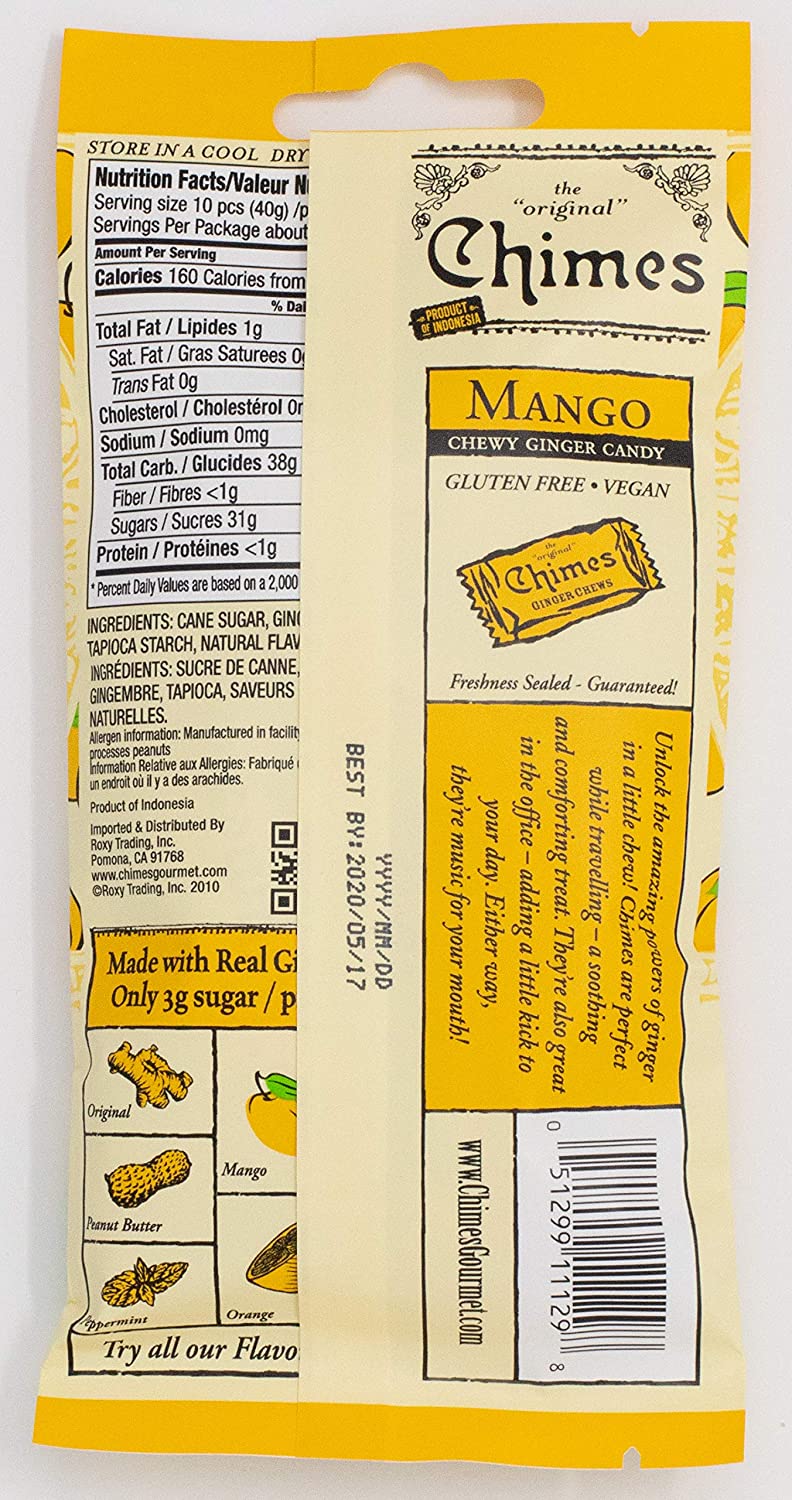 STORE IN A COOL DRY
Nutrition Facts/Valeur
Serving size 10 pcs (40g)
Servings Per Package about
Amount Per Serving
Calories 160 Calories from
Total Fat / Lipides 1g
Sat. Fat / Gras Saturees
Trans Fat 0g
Cholesterol / Cholestérol
Sodium / Sodium 0mg
Total Carb. / Glucides 38g
Fiber / Fibres <1g
Sugars / Sucres 31g
Protein / Protéines <1g
*Percent Daily Values are based on a 2,000
INGREDIENTS: CANE SUGAR,
TAPIOCA STARCH, NATURAL
INGRÉDIENTS: SUCRE DE CANNE,
GINGEMBRE, TAPIOCA, SAVEURS
NATURELLES.
Allergen information: Manufactured in
processes peanuts
Information Relative aux Allergies: Fabriqué
un endroit où il y a des arachides.
Product of Indonesia
Imported & Distributed By
Roxy Trading, Inc.
Pomona, CA 91768
www.chimesgourmet.com
©Roxy Trading, Inc. 2010
Made with Real
Only 3g sugar /
Original
Mango
Peanut Butter
Peppermint
Orange
Try all our
YYYY/MM/DD
BEST BY:2020/05/17
the
"original"
Chimes
PRODUCT
OF INDONESIA
MANGO
CHEWY GINGER CANDY
GLUTEN FREE • VEGAN
the
"original"
Chimes
GINGER CHEWS
Freshness Sealed - Guaranteed!
Unlock the amazing powers of ginger
in a little chew! Chimes are perfect
while travelling – a soothing
and comforting treat. They're also great
in the office – adding a little kick to
your day. Either way,
they're music for your mouth!
www.ChimesGourmet.com
0 51299 11129 8